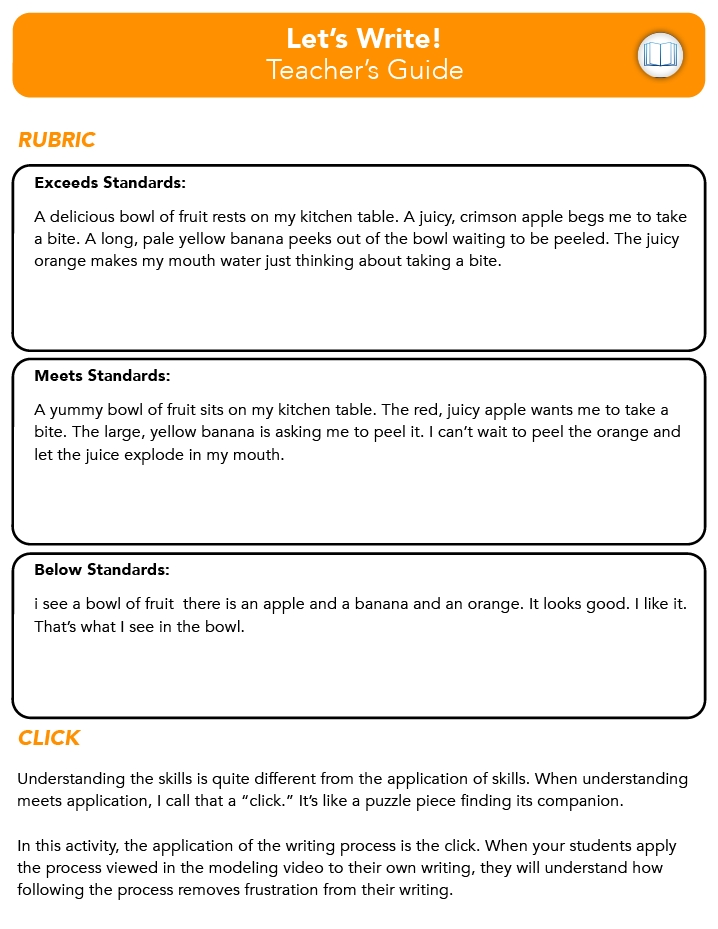 Let's Write!
Teacher's Guide
RUBRIC
Exceeds Standards:
A delicious bowl of fruit rests on my kitchen table. A juicy, crimson apple begs me to take
a bite. A long, pale yellow banana peeks out of the bowl waiting to be peeled. The juicy
orange makes my mouth water just thinking about taking a bite.
Meets Standards:
A yummy bowl of fruit sits on my kitchen table. The red, juicy apple wants me to take a
bite. The large, yellow banana is asking me to peel it. I can't wait to peel the orange and
let the juice explode in my mouth.
Below Standards:
i see a bowl of fruit  there is an apple and a banana and an orange. It looks good. I like it.
That's what I see in the bowl.
CLICK
Understanding the skills is quite different from the application of skills. When understanding
meets application, I call that a “click.” It's like a puzzle piece finding its companion.
In this activity, the application of the writing process is the click. When your students apply
the process viewed in the modeling video to their own writing, they will understand how
following the process removes frustration from their writing.